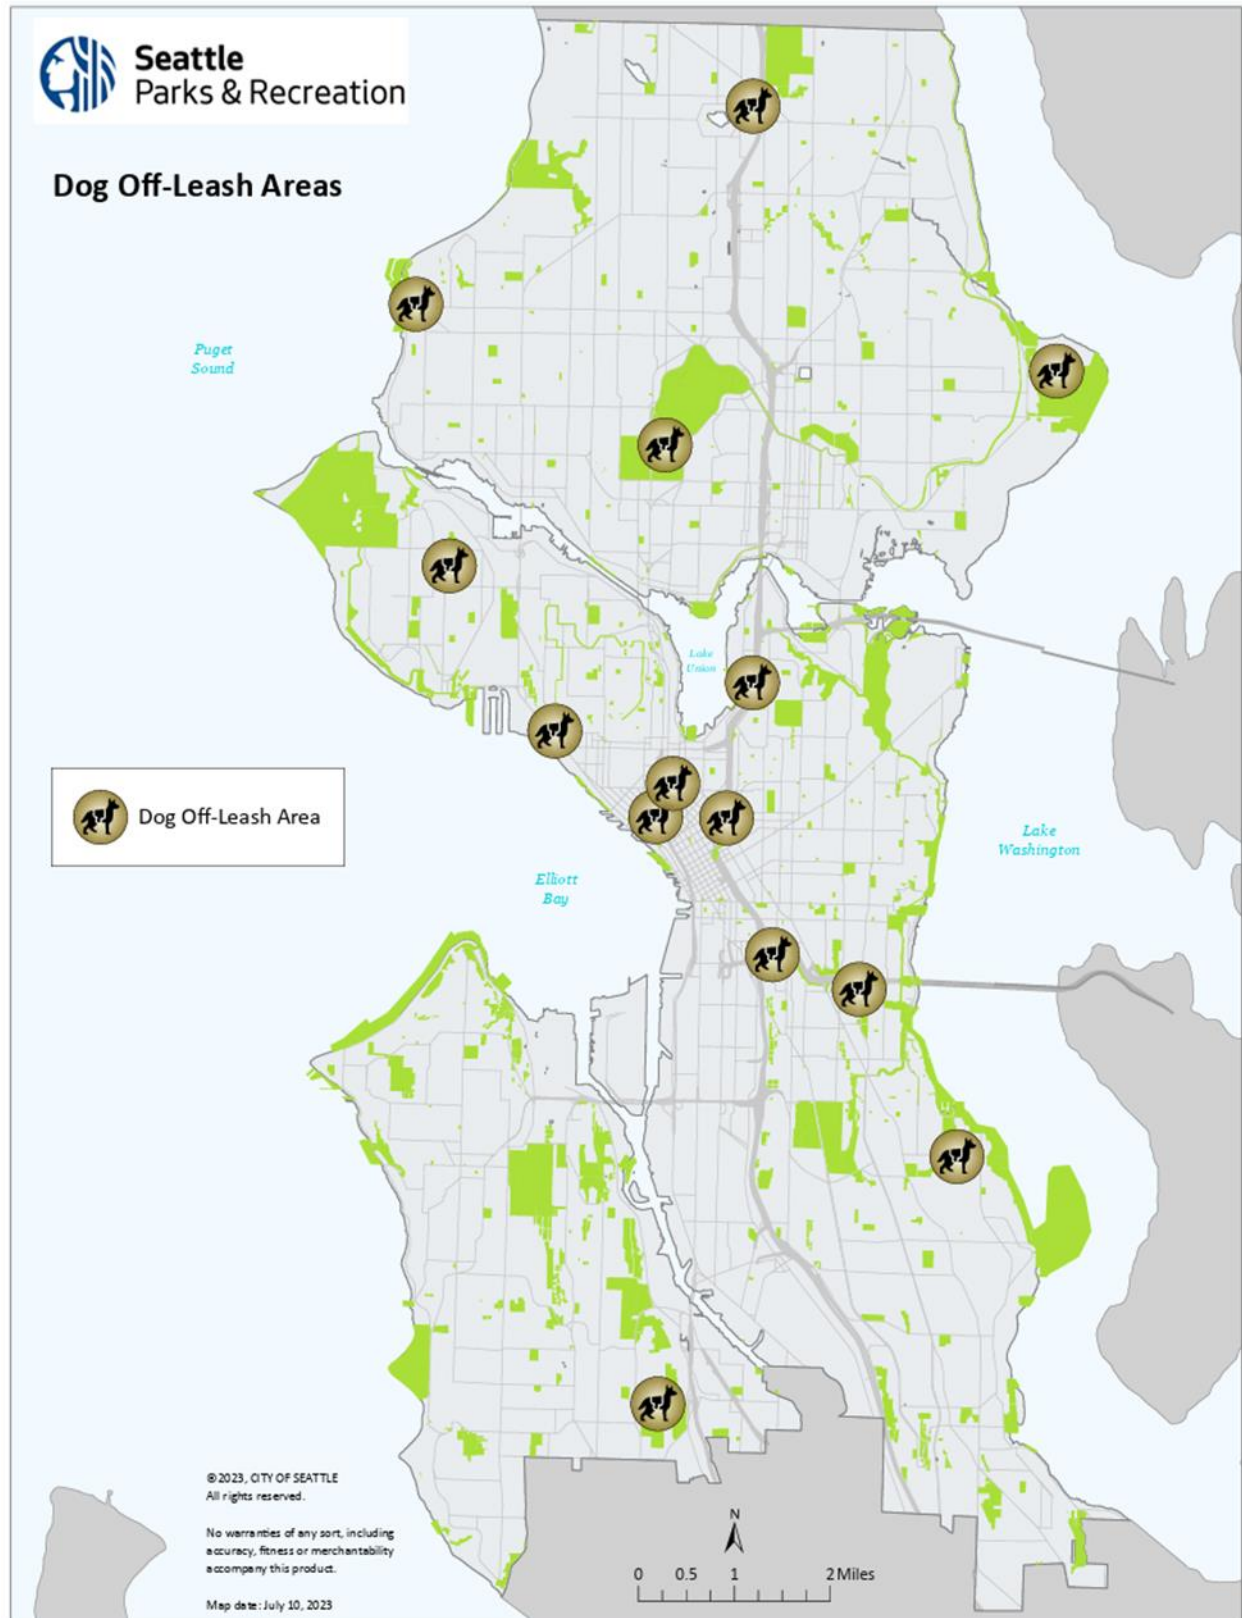 Seattle
Parks & Recreation
Dog Off-Leash Areas
Puget
Sound
Lake
Union
Dog Off-Leash Area
Lake
Washington
Elliott
Bay
©2023, CITY OF SEATTLE
All rights reserved.
No warranties of any sort, including
accuracy, fitness or merchantability
accompany this product.
Map date: July 10, 2023
N
0 0.5 1 2 Miles